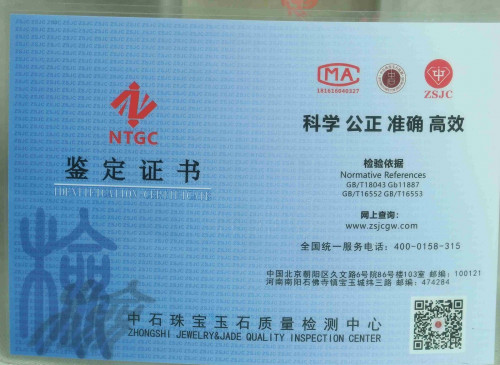 NTGC
鉴定证书
IDENTIFICATION CERTIFICATE
检
中石珠宝玉石质量检测中心
ZHONGSHI JEWELRY&JADE QUALITY INSPECTION CENTER
MA
191616040327
中
ZSJC
科学 公正 准确 高效
检验依据
Normative References
GB/T18043 Gb11887
GB/T16552 GB/T16553
网上查询:
www.zsjcgw.com
全国统一服务电话: 400-0158-315
中国北京朝阳区久文路6号院86号楼103室 邮编: 100121
河南南阳石佛寺镇宝玉城纬三路 邮编: 474284